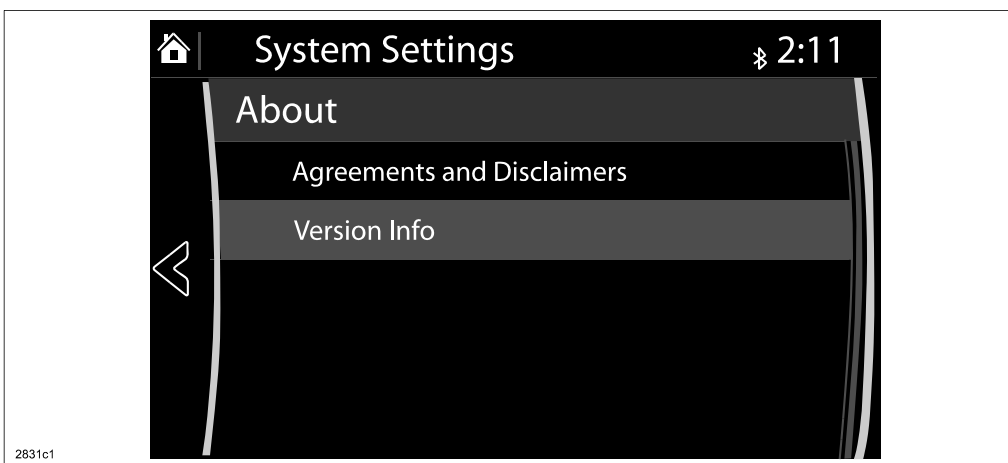 System Settings
2:11
About
Agreements and Disclaimers
Version Info
2831c1